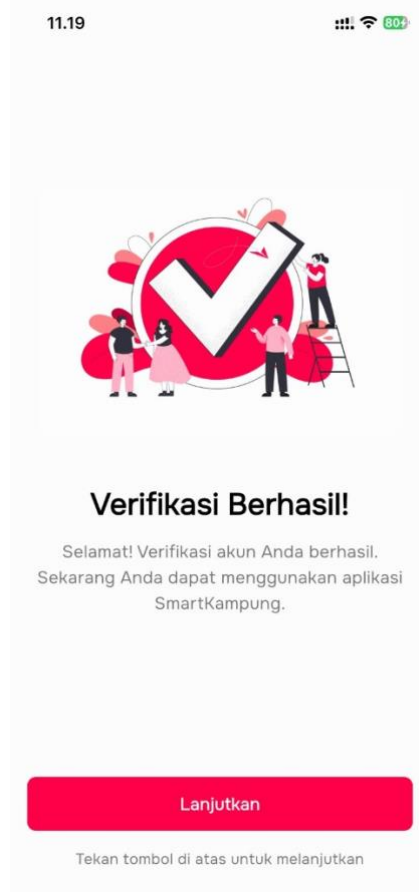 11.19
80
Verifikasi Berhasil!
Selamat! Verifikasi akun Anda berhasil.
Sekarang Anda dapat menggunakan aplikasi
SmartKampung.
Lanjutkan
Tekan tombol di atas untuk melanjutkan